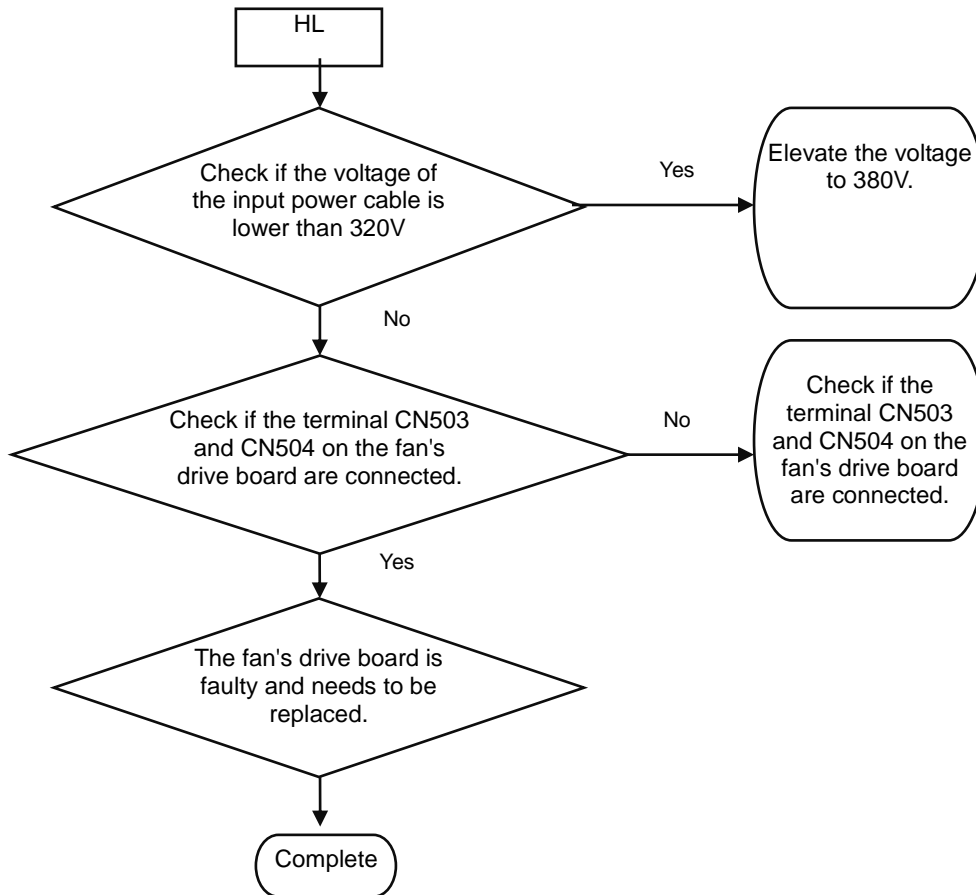 HL
Check if the voltage of
the input power cable is
lower than 320V
Yes
Elevate the voltage
to 380V.
No
Check if the terminal CN503
and CN504 on the fan's
drive board are connected.
No
Check if the
terminal CN503
and CN504 on the
fan's drive board
are connected.
Yes
The fan's drive board is
faulty and needs to be
replaced.
Complete